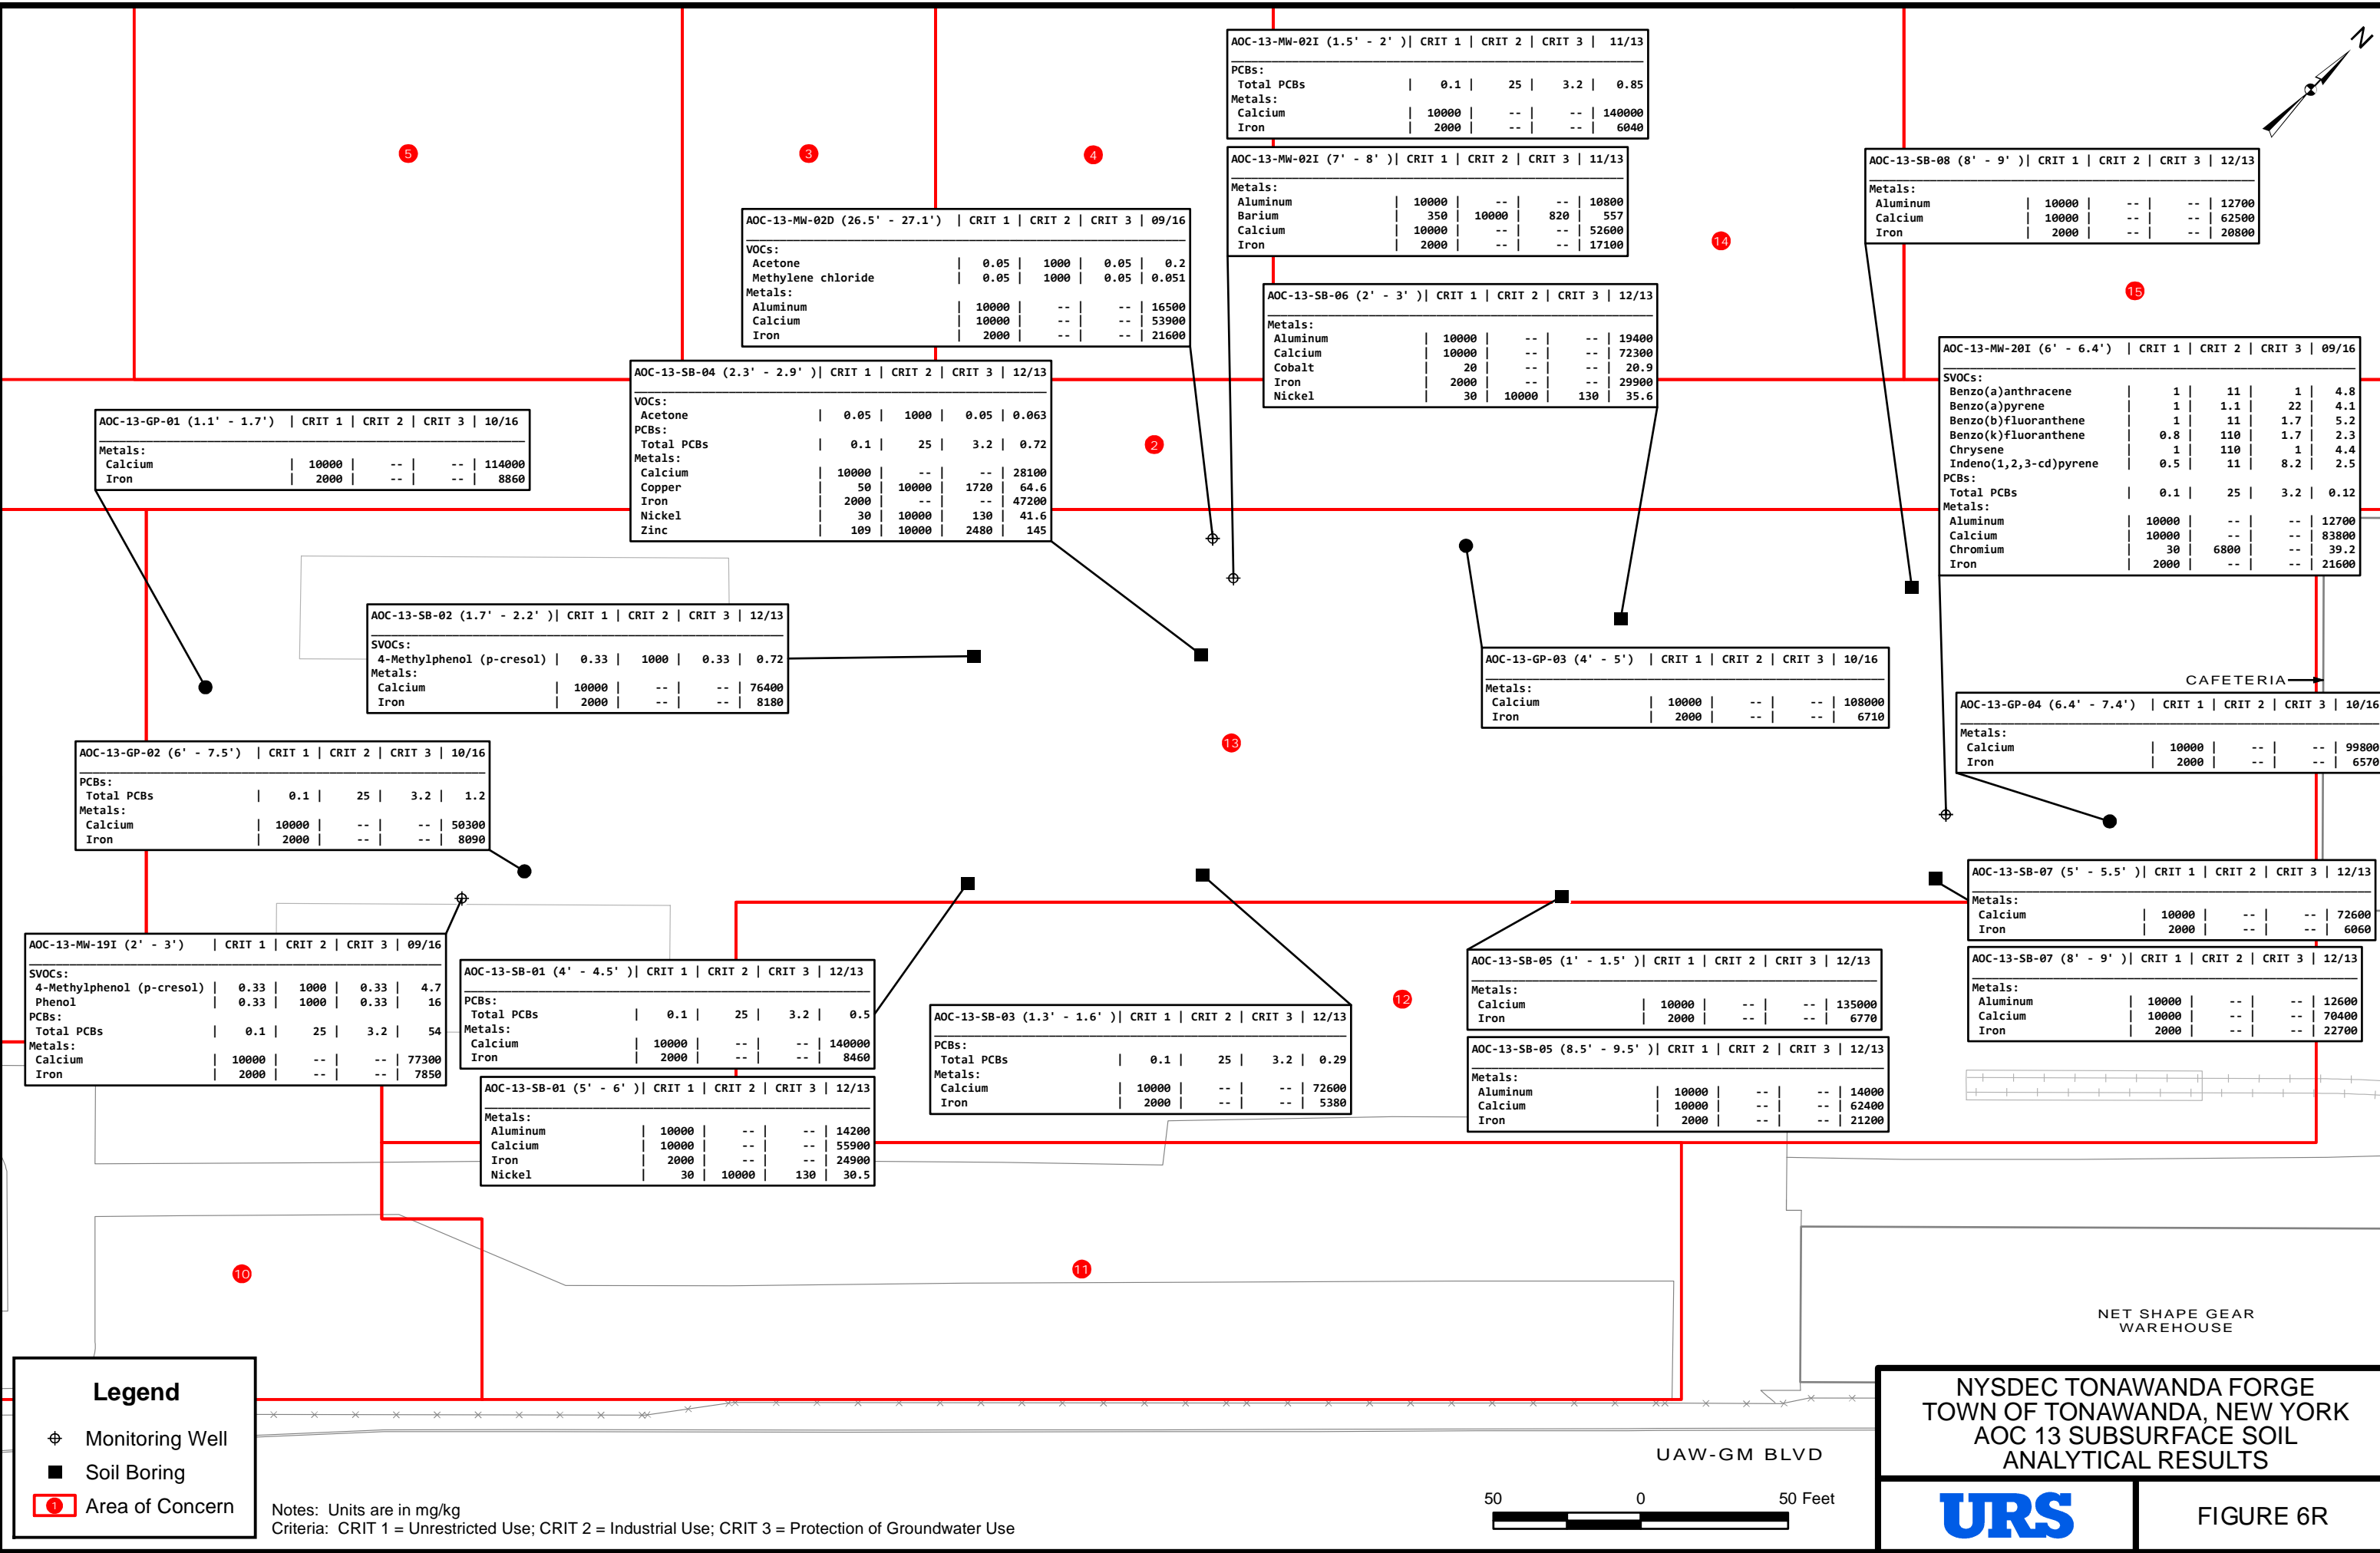 N
AOC-13-MW-02I (1.5' - 2' )| CRIT 1 | CRIT 2 | CRIT 3 | 11/13
PCBs:
Total PCBs | 0.1 | 25 | 3.2 | 0.85
Metals:
Calcium | 10000 | -- | -- | 140000
Iron | 2000 | -- | -- | 6040
AOC-13-MW-02I (7' - 8' )| CRIT 1 | CRIT 2 | CRIT 3 | 11/13
Metals:
Aluminum | 10000 | -- | -- | 10800
Barium | 350 | 10000 | 820 | 557
Calcium | 10000 | -- | -- | 52600
Iron | 2000 | -- | -- | 17100
AOC-13-SB-08 (8' - 9' )| CRIT 1 | CRIT 2 | CRIT 3 | 12/13
Metals:
Aluminum | 10000 | -- | -- | 12700
Calcium | 10000 | -- | -- | 62500
Iron | 2000 | -- | -- | 20800
5
3
4
14
15
AOC-13-MW-02D (26.5' - 27.1') | CRIT 1 | CRIT 2 | CRIT 3 | 09/16
VOCs:
Acetone | 0.05 | 1000 | 0.05 | 0.2
Methylene chloride | 0.05 | 1000 | 0.05 | 0.051
Metals:
Aluminum | 10000 | -- | -- | 16500
Calcium | 10000 | -- | -- | 53900
Iron | 2000 | -- | -- | 21600
AOC-13-SB-06 (2' - 3' )| CRIT 1 | CRIT 2 | CRIT 3 | 12/13
Metals:
Aluminum | 10000 | -- | -- | 19400
Calcium | 10000 | -- | -- | 72300
Cobalt | 20 | -- | -- | 20.9
Iron | 2000 | -- | -- | 29900
Nickel | 30 | 10000 | 130 | 35.6
AOC-13-MW-20I (6' - 6.4') | CRIT 1 | CRIT 2 | CRIT 3 | 09/16
SVOCs:
Benzo(a)anthracene | 1 | 11 | 1 | 4.8
Benzo(a)pyrene | 1 | 1.1 | 22 | 4.1
Benzo(b)fluoranthene | 1 | 11 | 1.7 | 5.2
Benzo(k)fluoranthene | 0.8 | 110 | 1.7 | 2.3
Chrysene | 1 | 110 | 1 | 4.4
Indeno(1,2,3-cd)pyrene | 0.5 | 11 | 8.2 | 2.5
PCBs:
Total PCBs | 0.1 | 25 | 3.2 | 0.12
Metals:
Aluminum | 10000 | -- | -- | 12700
Calcium | 10000 | -- | -- | 83800
Chromium | 30 | 6800 | -- | 39.2
Iron | 2000 | -- | -- | 21600
AOC-13-SB-04 (2.3' - 2.9' )| CRIT 1 | CRIT 2 | CRIT 3 | 12/13
VOCs:
Acetone | 0.05 | 1000 | 0.05 | 0.063
PCBs:
Total PCBs | 0.1 | 25 | 3.2 | 0.72
Metals:
Calcium | 10000 | -- | -- | 28100
Copper | 50 | 10000 | 1720 | 64.6
Iron | 2000 | -- | -- | 47200
Nickel | 30 | 10000 | 130 | 41.6
Zinc | 109 | 10000 | 2480 | 145
2
AOC-13-GP-01 (1.1' - 1.7') | CRIT 1 | CRIT 2 | CRIT 3 | 10/16
Metals:
Calcium | 10000 | -- | -- | 114000
Iron | 2000 | -- | -- | 8860
AOC-13-SB-02 (1.7' - 2.2' )| CRIT 1 | CRIT 2 | CRIT 3 | 12/13
SVOCs:
4-Methylphenol (p-cresol) | 0.33 | 1000 | 0.33 | 0.72
Metals:
Calcium | 10000 | -- | -- | 76400
Iron | 2000 | -- | -- | 8180
AOC-13-GP-03 (4' - 5') | CRIT 1 | CRIT 2 | CRIT 3 | 10/16
Metals:
Calcium | 10000 | -- | -- | 108000
Iron | 2000 | -- | -- | 6710
CAFETERIA
AOC-13-GP-04 (6.4' - 7.4') | CRIT 1 | CRIT 2 | CRIT 3 | 10/16
Metals:
Calcium | 10000 | -- | -- | 99800
Iron | 2000 | -- | -- | 6570
13
AOC-13-GP-02 (6' - 7.5') | CRIT 1 | CRIT 2 | CRIT 3 | 10/16
PCBs:
Total PCBs | 0.1 | 25 | 3.2 | 1.2
Metals:
Calcium | 10000 | -- | -- | 50300
Iron | 2000 | -- | -- | 8090
AOC-13-SB-07 (5' - 5.5' )| CRIT 1 | CRIT 2 | CRIT 3 | 12/13
Metals:
Calcium | 10000 | -- | -- | 72600
Iron | 2000 | -- | -- | 6060
AOC-13-MW-19I (2' - 3') | CRIT 1 | CRIT 2 | CRIT 3 | 09/16
SVOCs:
4-Methylphenol (p-cresol) | 0.33 | 1000 | 0.33 | 4.7
Phenol | 0.33 | 1000 | 0.33 | 16
PCBs:
Total PCBs | 0.1 | 25 | 3.2 | 54
Metals:
Calcium | 10000 | -- | -- | 77300
Iron | 2000 | -- | -- | 7850
AOC-13-SB-01 (4' - 4.5' )| CRIT 1 | CRIT 2 | CRIT 3 | 12/13
PCBs:
Total PCBs | 0.1 | 25 | 3.2 | 0.5
Metals:
Calcium | 10000 | -- | -- | 140000
Iron | 2000 | -- | -- | 8460
AOC-13-SB-03 (1.3' - 1.6' )| CRIT 1 | CRIT 2 | CRIT 3 | 12/13
PCBs:
Total PCBs | 0.1 | 25 | 3.2 | 0.29
Metals:
Calcium | 10000 | -- | -- | 72600
Iron | 2000 | -- | -- | 5380
12
AOC-13-SB-05 (1' - 1.5' )| CRIT 1 | CRIT 2 | CRIT 3 | 12/13
Metals:
Calcium | 10000 | -- | -- | 135000
Iron | 2000 | -- | -- | 6770
AOC-13-SB-07 (8' - 9' )| CRIT 1 | CRIT 2 | CRIT 3 | 12/13
Metals:
Aluminum | 10000 | -- | -- | 12600
Calcium | 10000 | -- | -- | 70400
Iron | 2000 | -- | -- | 22700
AOC-13-SB-05 (8.5' - 9.5' )| CRIT 1 | CRIT 2 | CRIT 3 | 12/13
Metals:
Aluminum | 10000 | -- | -- | 14000
Calcium | 10000 | -- | -- | 62400
Iron | 2000 | -- | -- | 21200
AOC-13-SB-01 (5' - 6' )| CRIT 1 | CRIT 2 | CRIT 3 | 12/13
Metals:
Aluminum | 10000 | -- | -- | 14200
Calcium | 10000 | -- | -- | 55900
Iron | 2000 | -- | -- | 24900
Nickel | 30 | 10000 | 130 | 30.5
10
11
NET SHAPE GEAR
WAREHOUSE
Legend
Monitoring Well
Soil Boring
1 Area of Concern
Notes: Units are in mg/kg
Criteria: CRIT 1 = Unrestricted Use; CRIT 2 = Industrial Use; CRIT 3 = Protection of Groundwater Use
UAW-GM BLVD
50 0 50 Feet
NYSDEC TONAWANDA FORGE
TOWN OF TONAWANDA, NEW YORK
AOC 13 SUBSURFACE SOIL
ANALYTICAL RESULTS
URS
FIGURE 6R